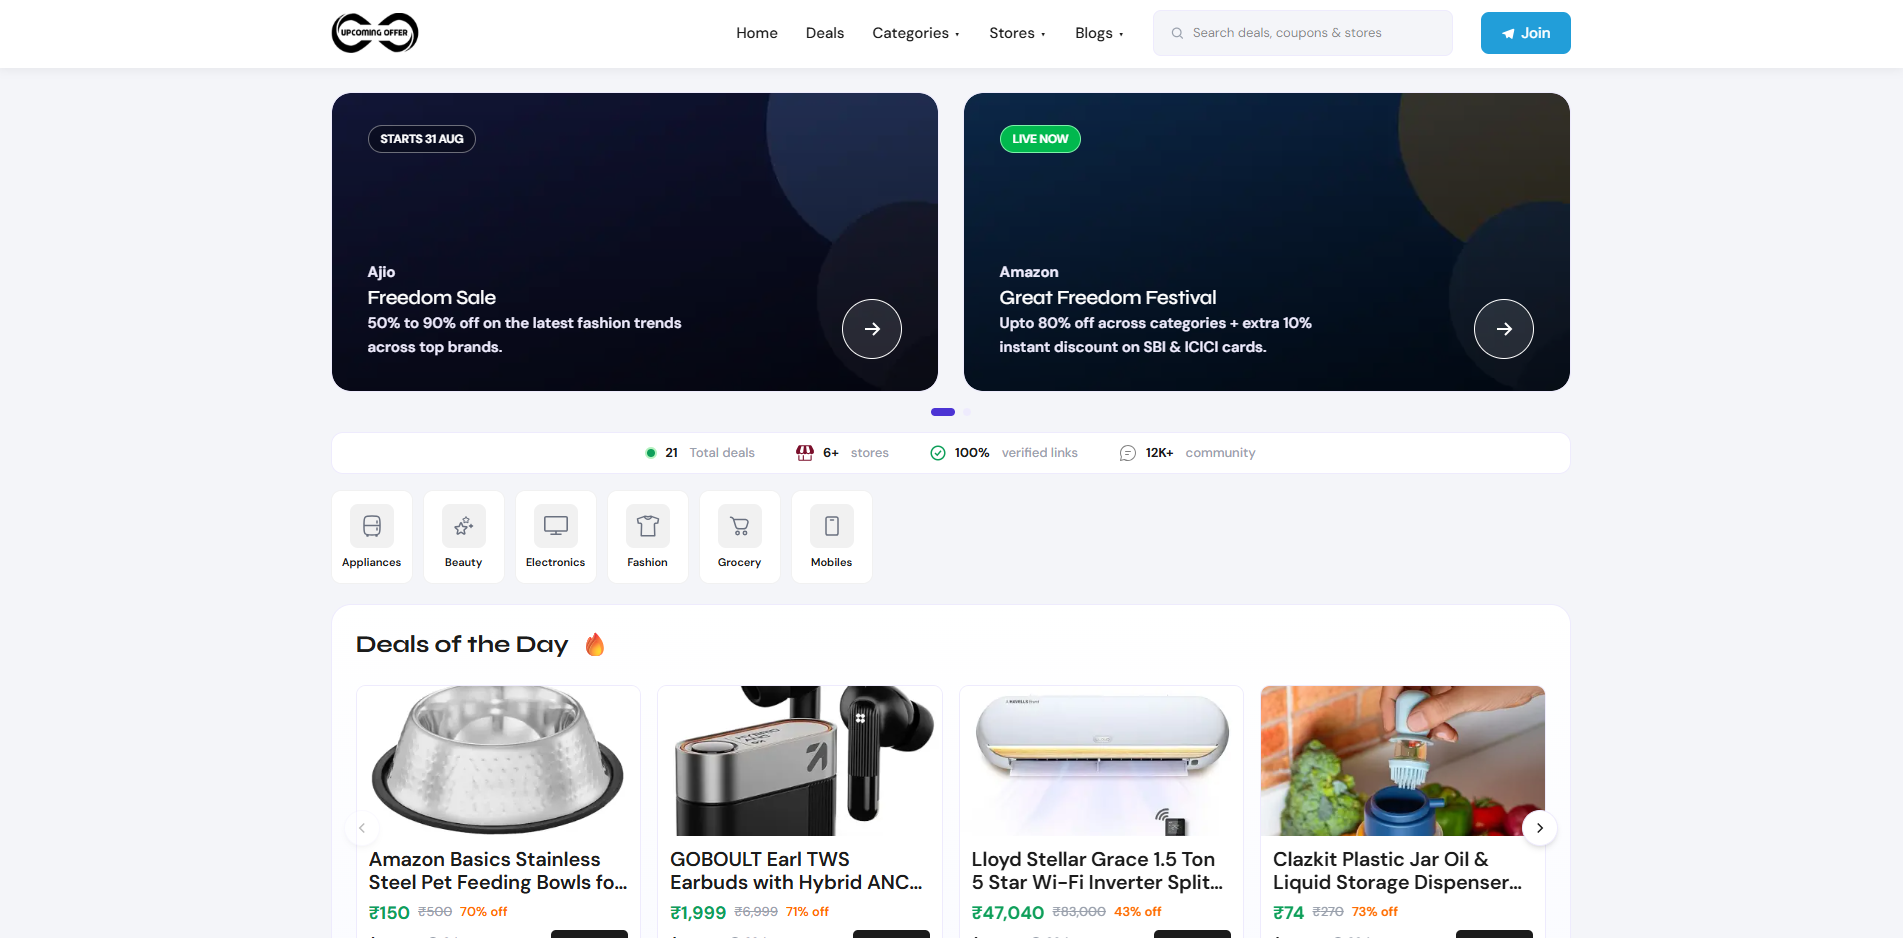 UPCOMING OFFER
Home
Deals
Categories
Stores
Blogs
Search deals, coupons & stores
Join
STARTS 31 AUG
Ajio
Freedom Sale
50% to 90% off on the latest fashion trends
across top brands.
LIVE NOW
Amazon
Great Freedom Festival
Upto 80% off across categories + extra 10%
instant discount on SBI & ICICI cards.
21 Total deals
6+ stores
100% verified links
12K+ community
Appliances
Beauty
Electronics
Fashion
Grocery
Mobiles
Deals of the Day
Amazon Basics Stainless
Steel Pet Feeding Bowls fo...
₹150 ₹500 70% off
HYBRID
GOBOULT Earl TWS
Earbuds with Hybrid ANC...
₹1,999 ₹6,999 71% off
HAVELLS
Lloyd Stellar Grace 1.5 Ton
5 Star Wi-Fi Inverter Split...
₹47,040 ₹83,000 43% off
Clazkit Plastic Jar Oil &
Liquid Storage Dispenser...
₹74 ₹270 73% off